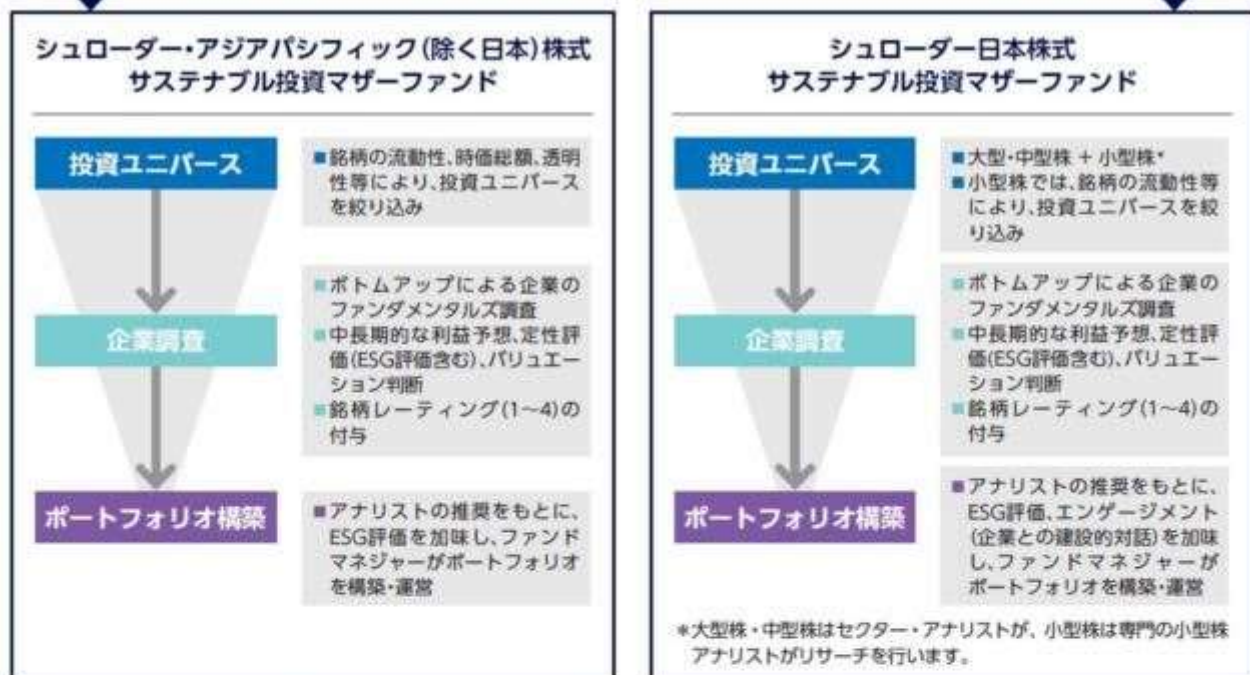 シュローダー・アジアパシフィック(除く日本)株式
サステナブル投資マザーファンド
投資ユニバース
■銘柄の流動性、時価総額、透明
性等により、投資ユニバース
を絞り込み
企業調査
■ボトムアップによる企業の
ファンダメンタルズ調査
■中長期的な利益予想、定性評
価(ESG評価含む)、バリュエー
ション判断
■銘柄レーティング(1〜4)の
付与
ポートフォリオ構築
■アナリストの推奨をもとに、
ESG評価を加味し、ファンド
マネジャーがポートフォリオ
を構築・運営
シュローダー日本株式
サステナブル投資マザーファンド
投資ユニバース
■大型・中型株 + 小型株*
■小型株では、銘柄の流動性等
により、投資ユニバースを絞
り込み
企業調査
■ボトムアップによる企業の
ファンダメンタルズ調査
■中長期的な利益予想、定性評
価(ESG評価含む)、バリュエー
ション判断
■銘柄レーティング(1〜4)の
付与
ポートフォリオ構築
■アナリストの推奨をもとに、
ESG評価、エンゲージメント
(企業との建設的対話)を加味
し、ファンドマネジャーが
ポートフォリオを構築・運営
*大型株・中型株はセクター・アナリストが、小型株は専門の小型株
アナリストがリサーチを行います。